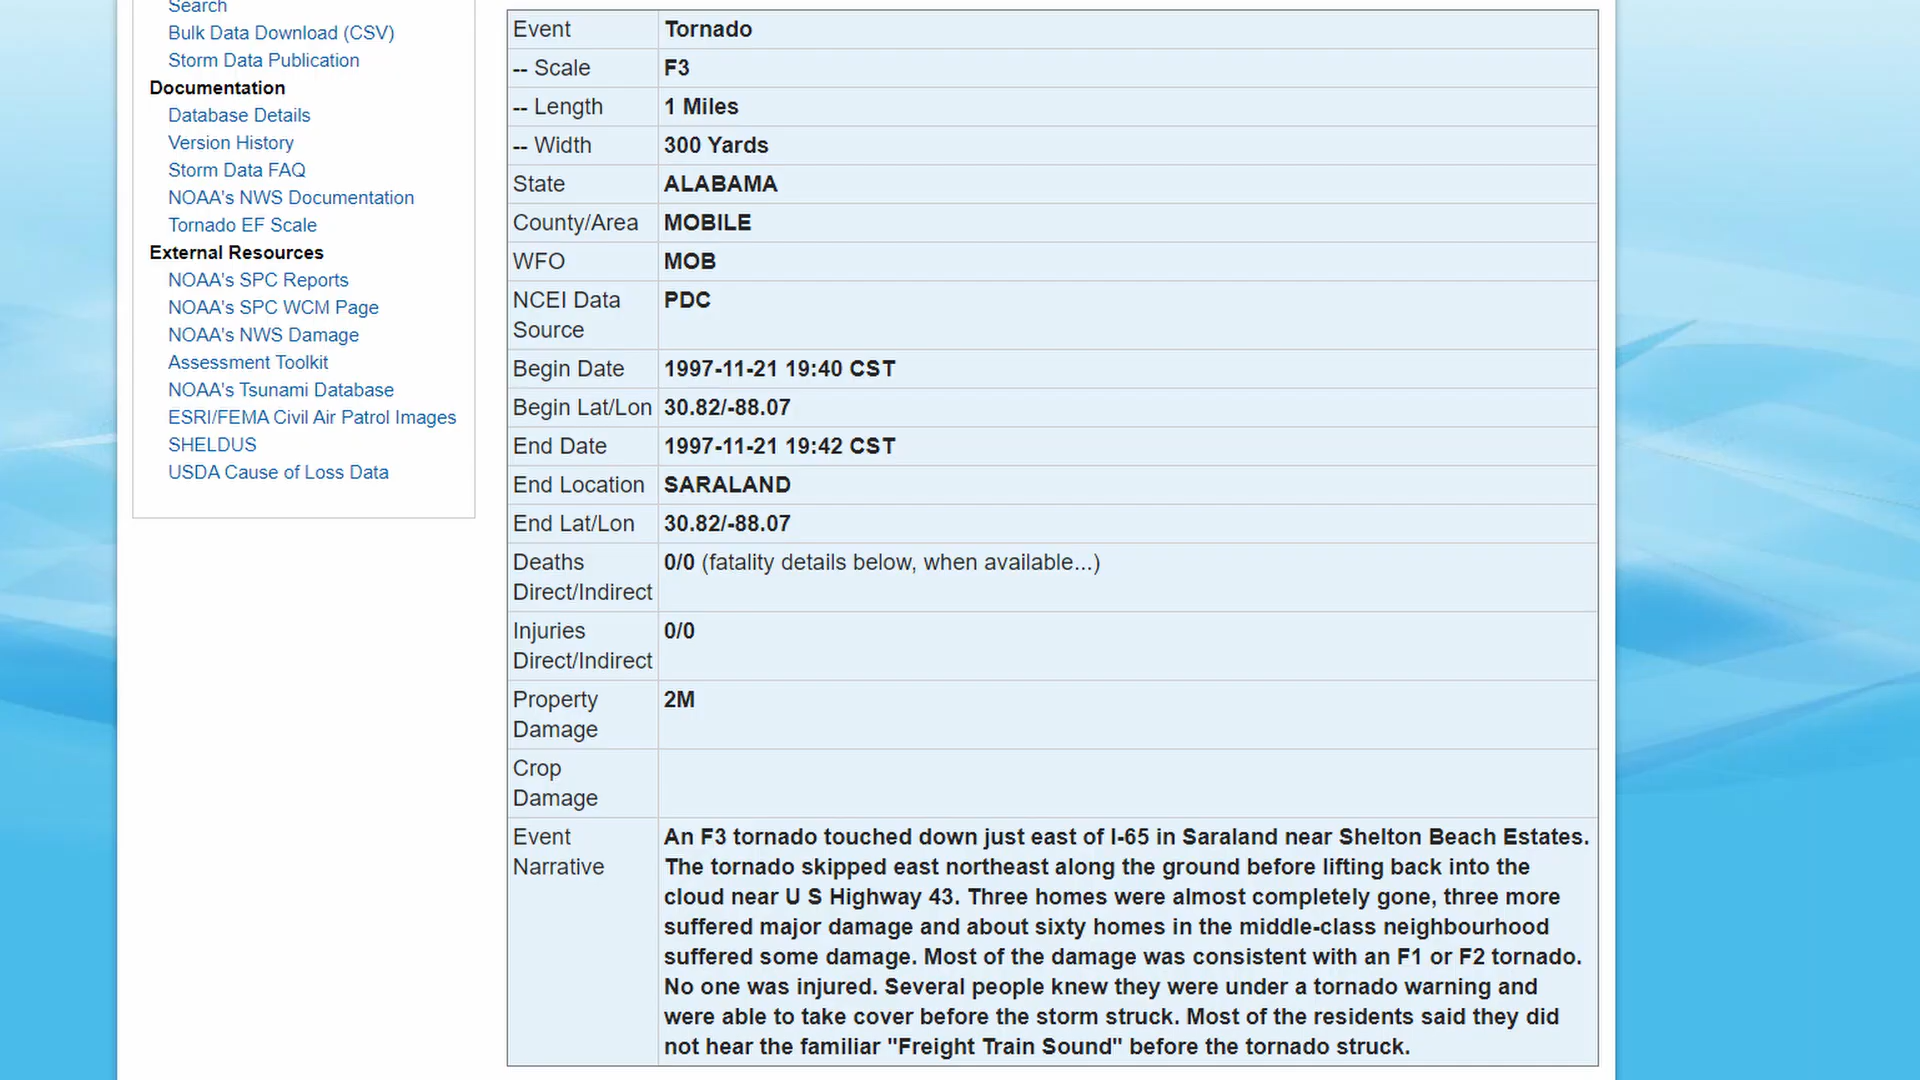 Search
Bulk Data Download (CSV)
Storm Data Publication
Documentation
Database Details
Version History
Storm Data FAQ
NOAA's NWS Documentation
Tornado EF Scale
External Resources
NOAA's SPC Reports
NOAA's SPC WCM Page
NOAA's NWS Damage
Assessment Toolkit
NOAA's Tsunami Database
ESRI/FEMA Civil Air Patrol Images
SHELDUS
USDA Cause of Loss Data
Event Tornado
-- Scale F3
-- Length 1 Miles
-- Width 300 Yards
State ALABAMA
County/Area MOBILE
WFO MOB
NCEI Data PDC
Source
Begin Date 1997-11-21 19:40 CST
Begin Lat/Lon 30.82/-88.07
End Date 1997-11-21 19:42 CST
End Location SARALAND
End Lat/Lon 30.82/-88.07
Deaths 0/0 (fatality details below, when available...)
Direct/Indirect
Injuries 0/0
Direct/Indirect
Property 2M
Damage
Crop
Damage
Event An F3 tornado touched down just east of I-65 in Saraland near Shelton Beach Estates.
Narrative The tornado skipped east northeast along the ground before lifting back into the
cloud near U S Highway 43. Three homes were almost completely gone, three more
suffered major damage and about sixty homes in the middle-class neighbourhood
suffered some damage. Most of the damage was consistent with an F1 or F2 tornado.
No one was injured. Several people knew they were under a tornado warning and
were able to take cover before the storm struck. Most of the residents said they did
not hear the familiar "Freight Train Sound" before the tornado struck.